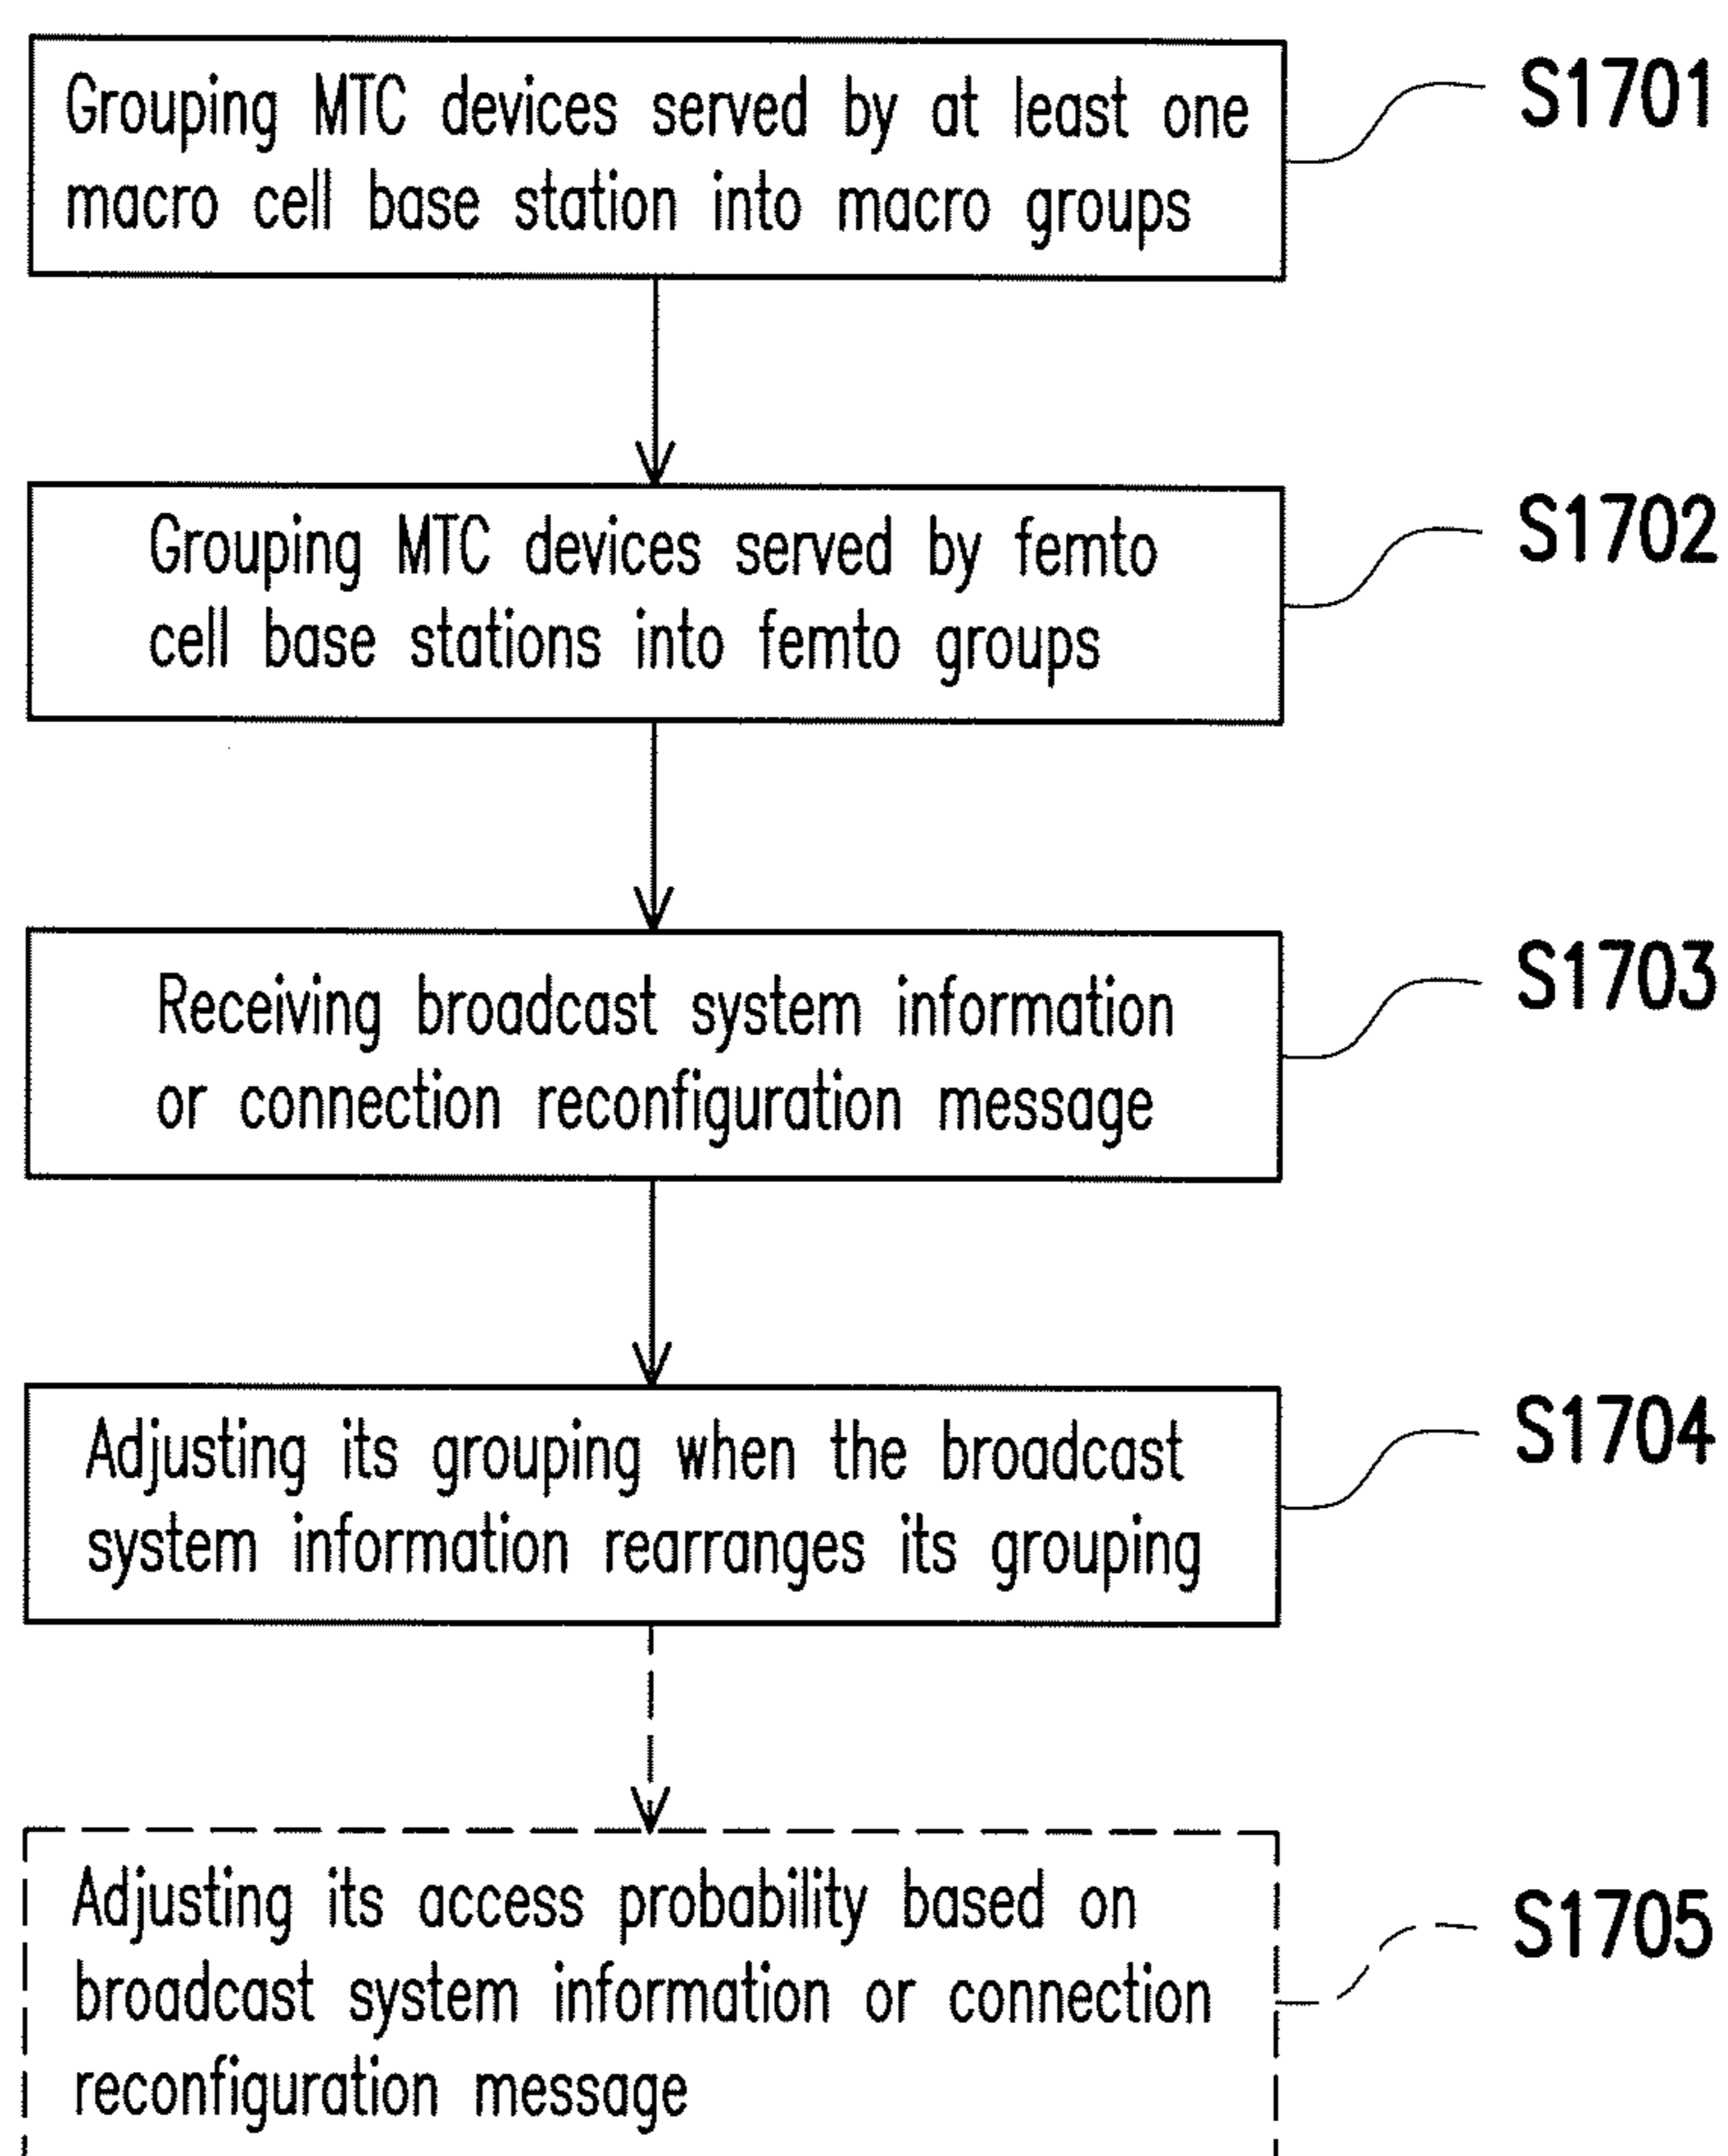 Grouping MTC devices served by at least one
macro cell base station into macro groups
S1701
Grouping MTC devices served by femto
cell base stations into femto groups
S1702
Receiving broadcast system information
or connection reconfiguration message
S1703
Adjusting its grouping when the broadcast
system information rearranges its grouping
S1704
Adjusting its access probability based on
broadcast system information or connection
reconfiguration message
S1705